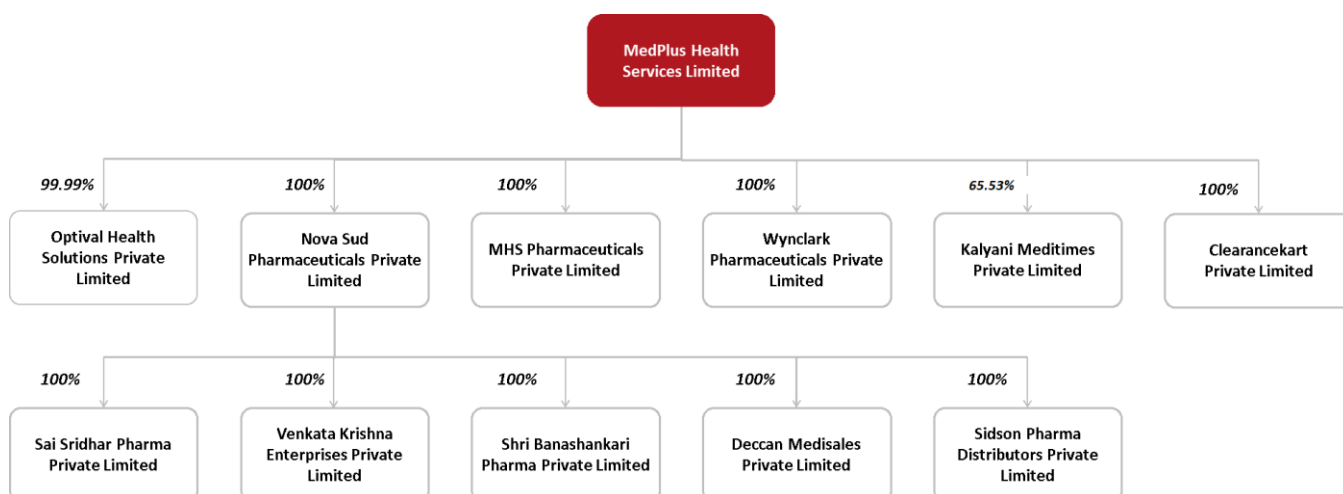 MedPlus Health
Services Limited
99.99%
100%
100%
100%
65.53%
100%
Optival Health
Solutions Private
Limited
Nova Sud
Pharmaceuticals Private
Limited
MHS Pharmaceuticals
Private Limited
Wynclark
Pharmaceuticals Private
Limited
Kalyani Meditimes
Private Limited
Clearancekart
Private Limited
100%
100%
100%
100%
100%
Sai Sridhar Pharma
Private Limited
Venkata Krishna
Enterprises Private
Limited
Shri Banashankari
Pharma Private Limited
Deccan Medisales
Private Limited
Sidson Pharma
Distributors Private
Limited